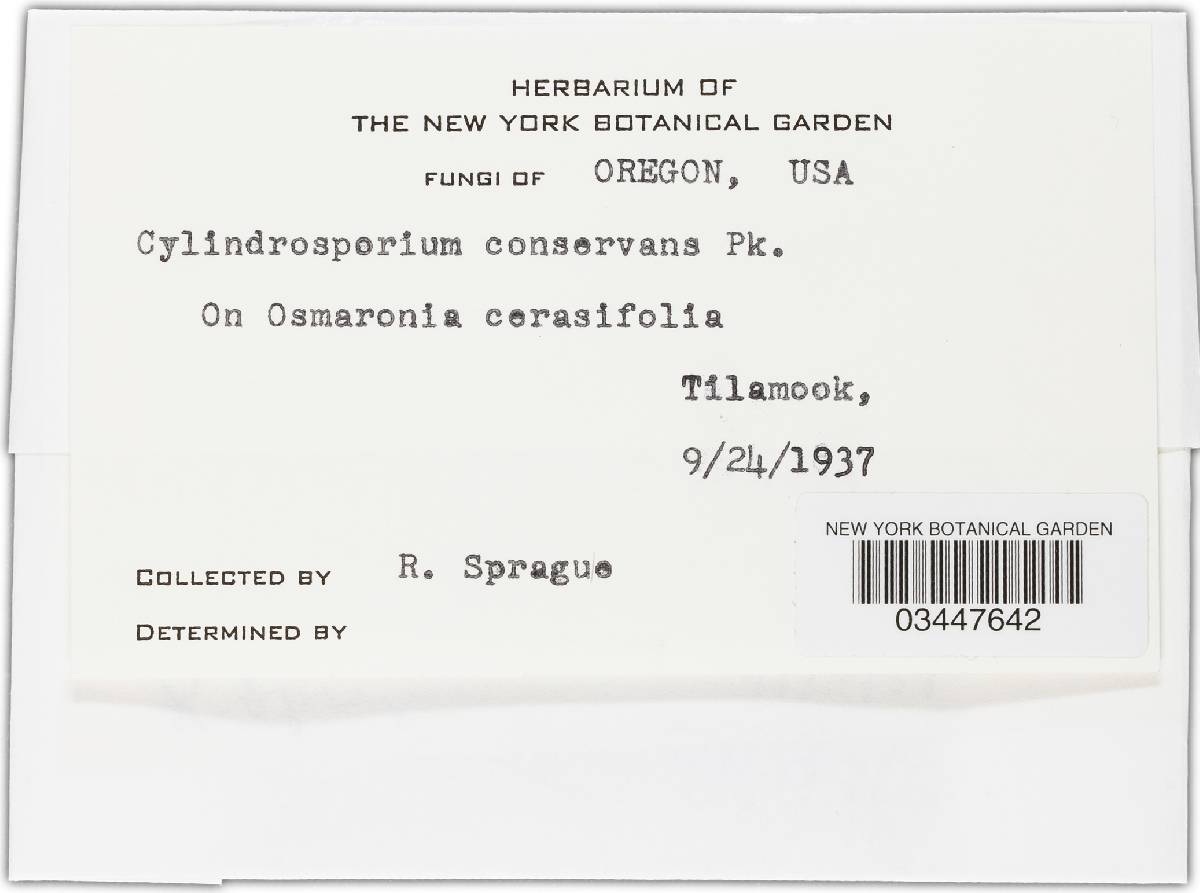 HERBARIUM OF
THE NEW YORK BOTANICAL GARDEN
FUNGI OF OREGON, USA
Cylindrosporium conservans Pk.
On Osmaronia cerasifolia
Tilamook,
9/24/1937
COLLECTED BY R. Sprague
DETERMINED BY
NEW YORK BOTANICAL GARDEN
03447642